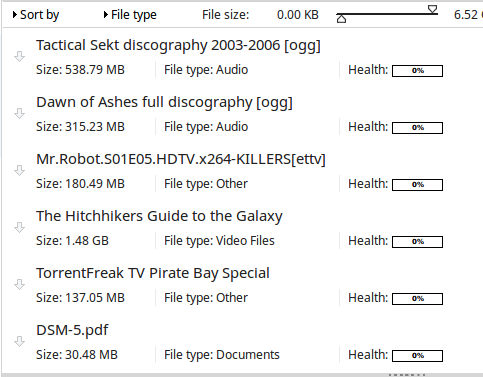 Sort by File type File size: 0.00 KB 6.52
Tactical Sekt discography 2003-2006 [ogg]
Size: 538.79 MB File type: Audio Health: 0%
Dawn of Ashes full discography [ogg]
Size: 315.23 MB File type: Audio Health: 0%
Mr.Robot.S01E05.HDTV.x264-KILLERS[ettv]
Size: 180.49 MB File type: Other Health: 0%
The Hitchhikers Guide to the Galaxy
Size: 1.48 GB File type: Video Files Health: 0%
TorrentFreak TV Pirate Bay Special
Size: 137.05 MB File type: Other Health: 0%
DSM-5.pdf
Size: 30.48 MB File type: Documents Health: 0%